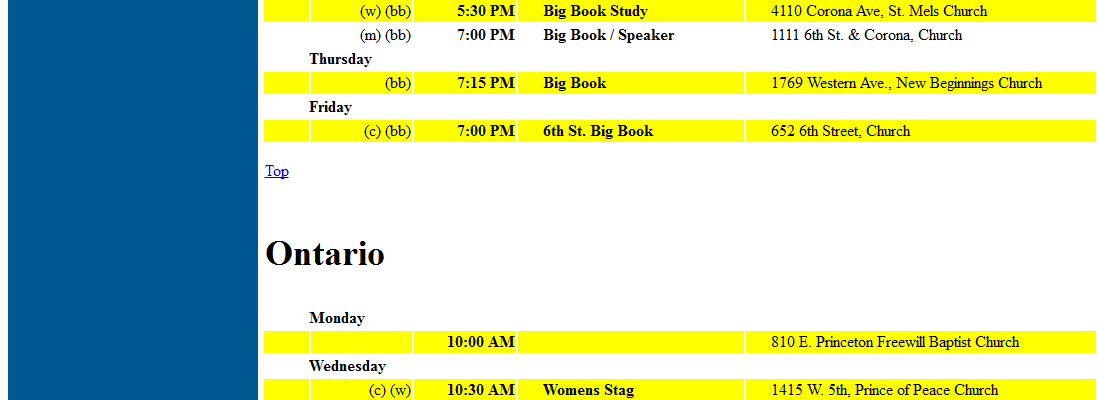 (w) (bb) 5:30 PM Big Book Study 4110 Corona Ave, St. Mels Church
(m) (bb) 7:00 PM Big Book / Speaker 1111 6th St. & Corona, Church
Thursday
(bb) 7:15 PM Big Book 1769 Western Ave., New Beginnings Church
Friday
(c) (bb) 7:00 PM 6th St. Big Book 652 6th Street, Church
Top
Ontario
Monday
10:00 AM 810 E. Princeton Freewill Baptist Church
Wednesday
(c) (w) 10:30 AM Womens Stag 1415 W. 5th, Prince of Peace Church